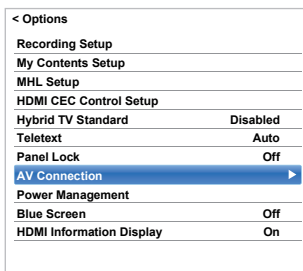 < Options
Recording Setup
My Contents Setup
MHL Setup
HDMI CEC Control Setup
Hybrid TV Standard Disabled
Teletext Auto
Panel Lock Off
AV Connection
Power Management
Blue Screen Off
HDMI Information Display On